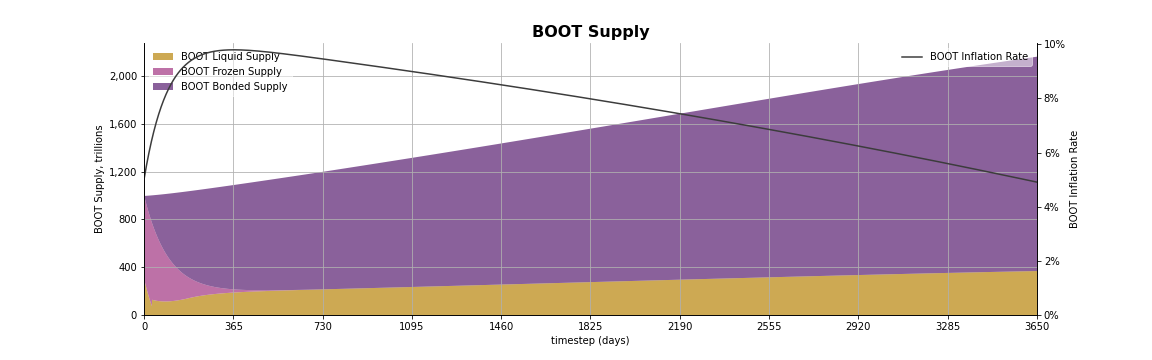 BOOT Supply
BOOT Liquid Supply
BOOT Frozen Supply
BOOT Bonded Supply
BOOT Inflation Rate
BOOT Supply, trillions
2,000
1,600
1,200
800
400
0
10%
8%
6%
4%
2%
0%
BOOT Inflation Rate
0 365 730 1095 1460 1825 2190 2555 2920 3285 3650
timestep (days)